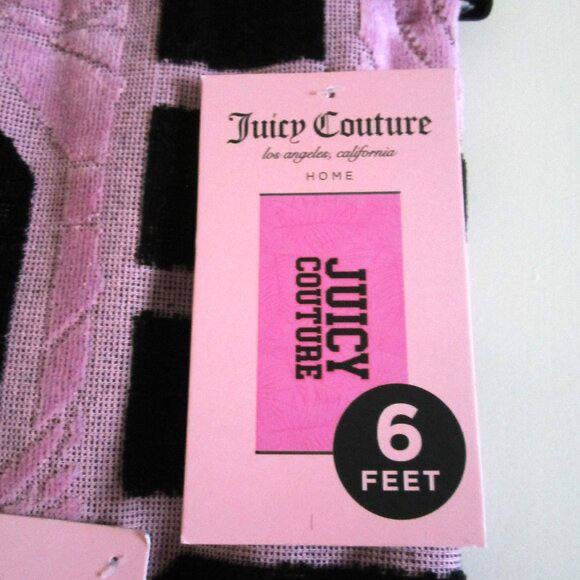 Juicy Couture
los angeles, california
HOME
JUICY
COUTURE
6
FEET